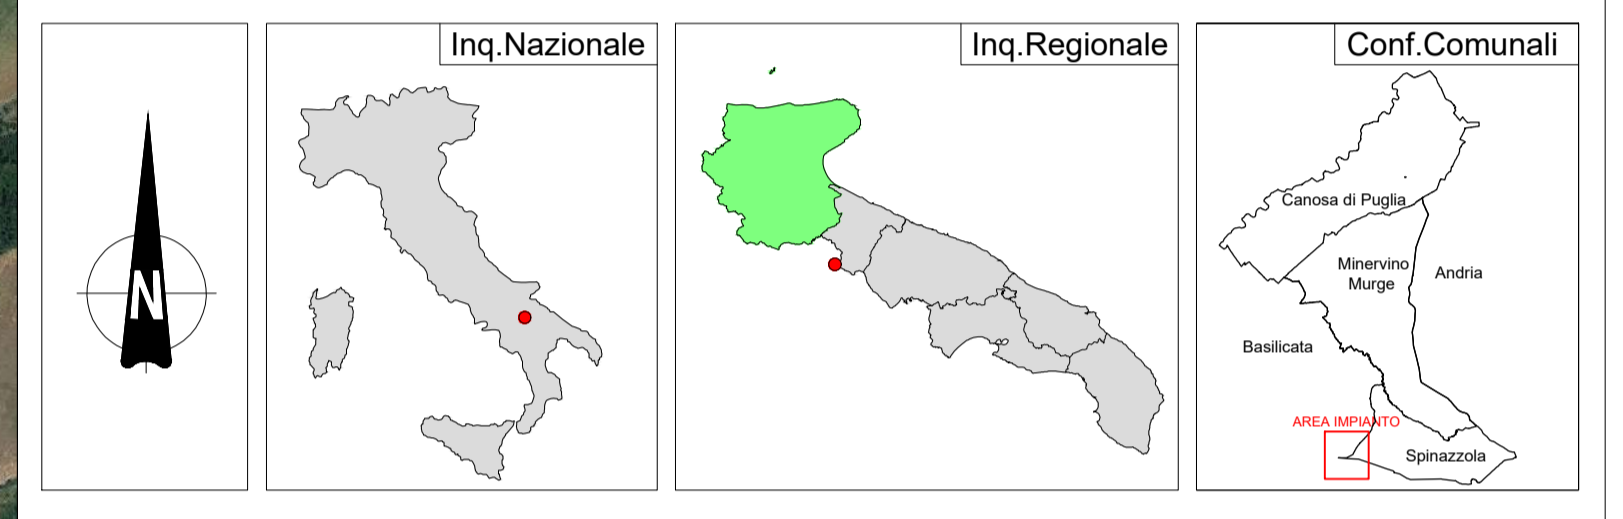 N
Inq.Nazionale
Inq.Regionale
Conf.Comunali
Canosa di Puglia
Minervino
Murge
Andria
Basilicata
AREA IMPIANTO
Spinazzola